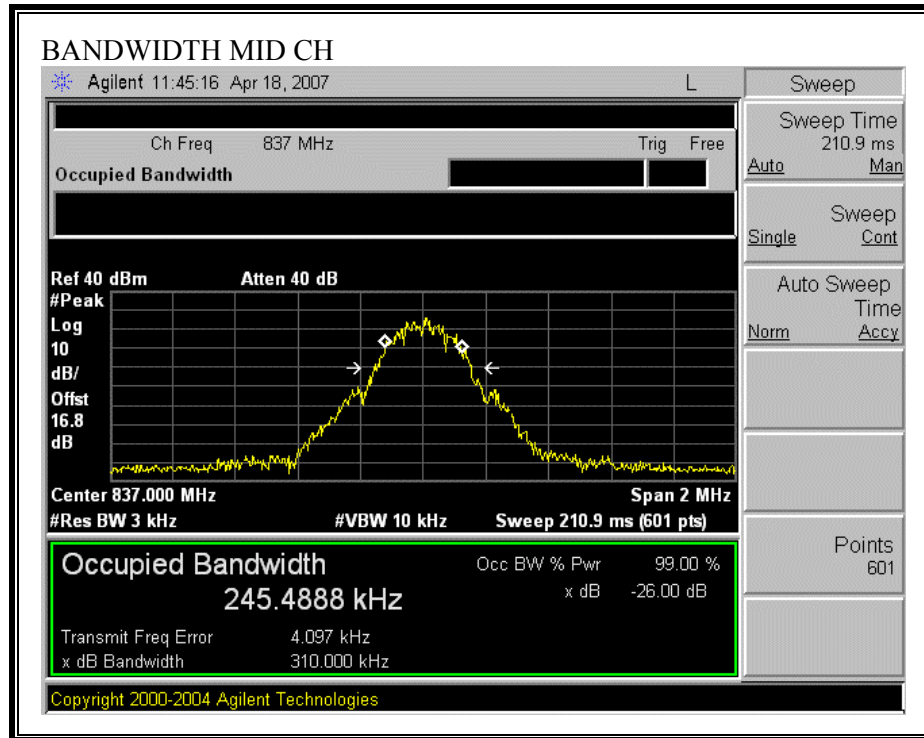 BANDWIDTH MID CH
Agilent 11:45:16 Apr 18, 2007 L
Sweep
Ch Freq 837 MHz Trig Free
Occupied Bandwidth
Sweep Time
210.9 ms
Auto Man
Sweep
Single Cont
Auto Sweep
Time
Norm Accy
Points
601
Ref 40 dBm Atten 40 dB
#Peak
Log
10
dB/
Offst
16.8
dB
Center 837.000 MHz Span 2 MHz
#Res BW 3 kHz #VBW 10 kHz Sweep 210.9 ms (601 pts)
Occupied Bandwidth Occ BW % Pwr 99.00 %
245.4888 kHz x dB -26.00 dB
Transmit Freq Error 4.097 kHz
x dB Bandwidth 310.000 kHz
Copyright 2000-2004 Agilent Technologies